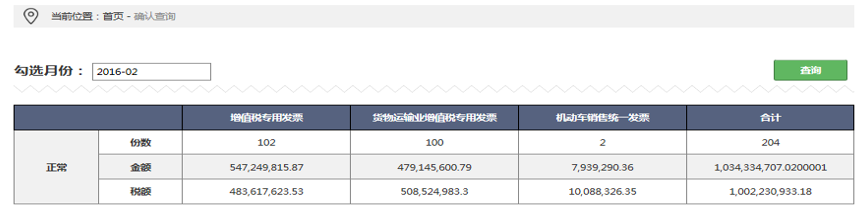 当前位置：首页 - 确认查询
勾选月份： 2016-02 查询
增值税专用发票 货物运输业增值税专用发票 机动车销售统一发票 合计
正常 份数 102 100 2 204
金额 547,249,815.87 479,145,600.79 7,939,290.36 1,034,334,707.0200001
税额 483,617,623.53 508,524,983.3 10,088,326.35 1,002,230,933.18